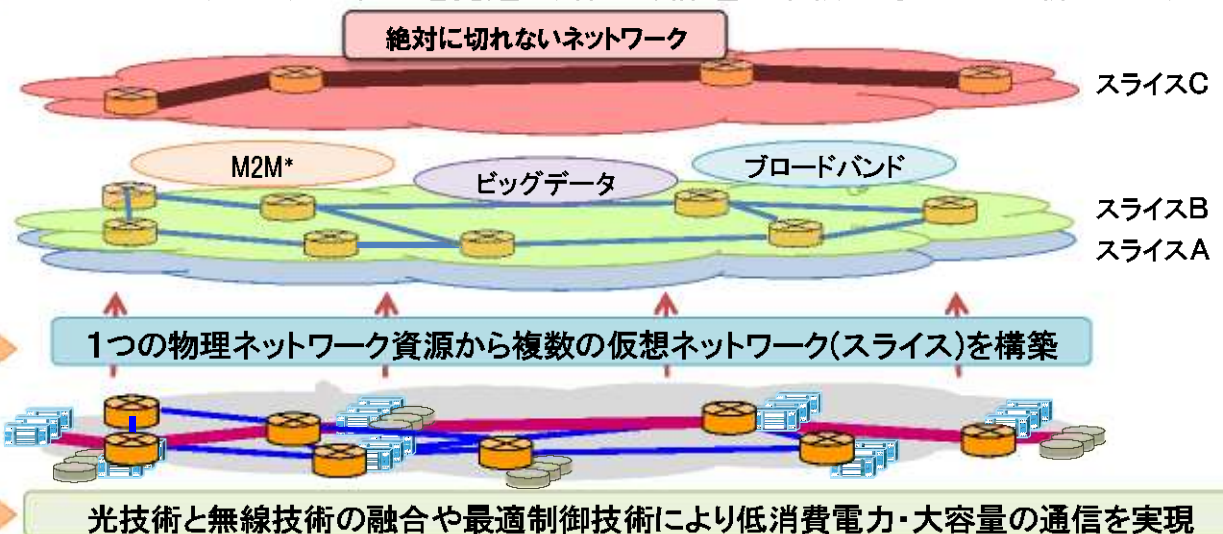 絶対に切れないネットワーク
スライスC
M2M*
ビッグデータ
ブロードバンド
スライスB
スライスA
1つの物理ネットワーク資源から複数の仮想ネットワーク(スライス)を構築
光技術と無線技術の融合や最適制御技術により低消費電力・大容量の通信を実現